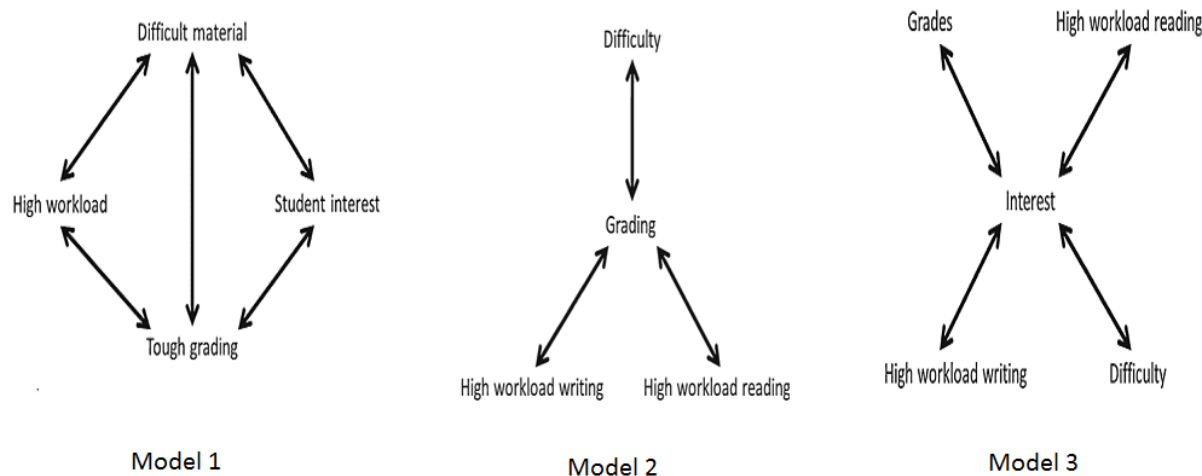 Difficult material
High workload
Student interest
Tough grading
Model 1
Difficulty
Grading
High workload writing
High workload reading
Model 2
Grades
High workload reading
Interest
High workload writing
Difficulty
Model 3